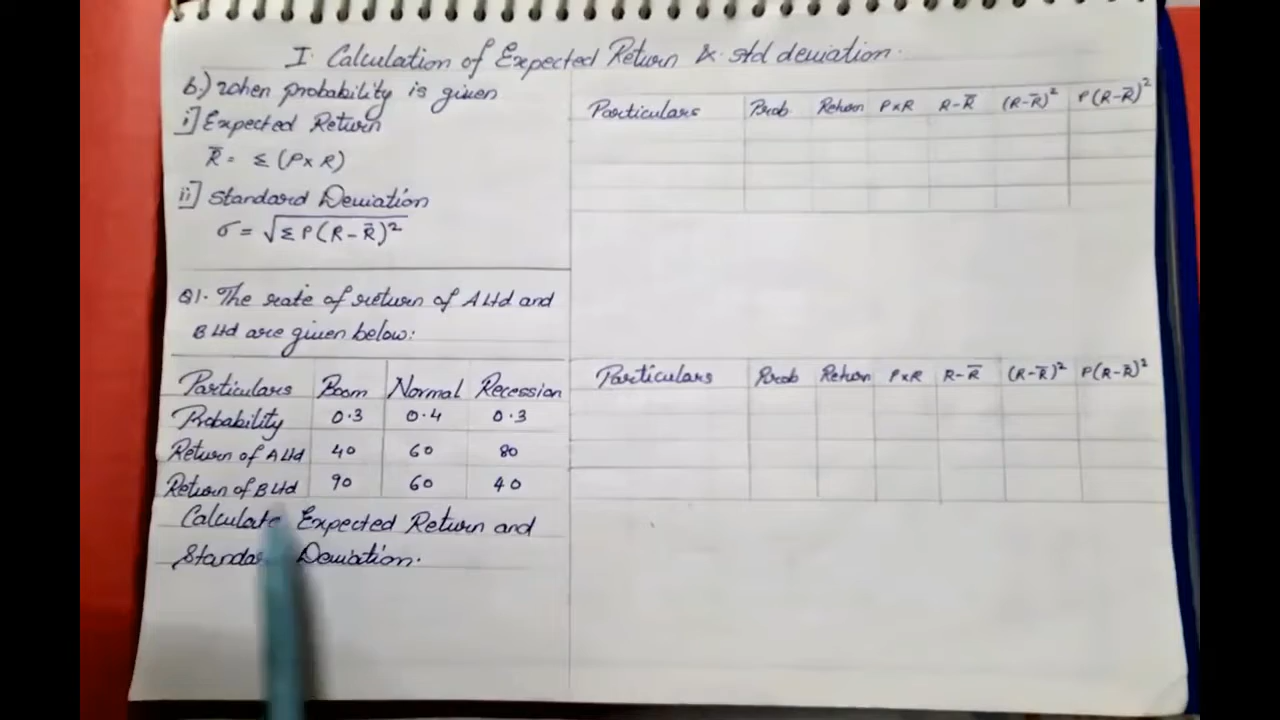 I. Calculation of Expected Return & std deviation.
b.) when probability is given
i] Expected Return
R̅ = Σ (P x R)
ii] Standard Deviation
σ = √Σ P(R-R̅)²
Q1. The rate of return of A Ltd and
B Ltd are given below:
Particulars Boom Normal Recession
Probability 0.3 0.4 0.3
Return of A Ltd 40 60 80
Return of B Ltd 90 60 40
Calculate Expected Return and
Deviation.
Particulars Prob Return PxR R-R̅ (R-R̅)² P(R-R̅)²
Particulars Prob Return PxR R-R̅ (R-R̅)² P(R-R̅)²